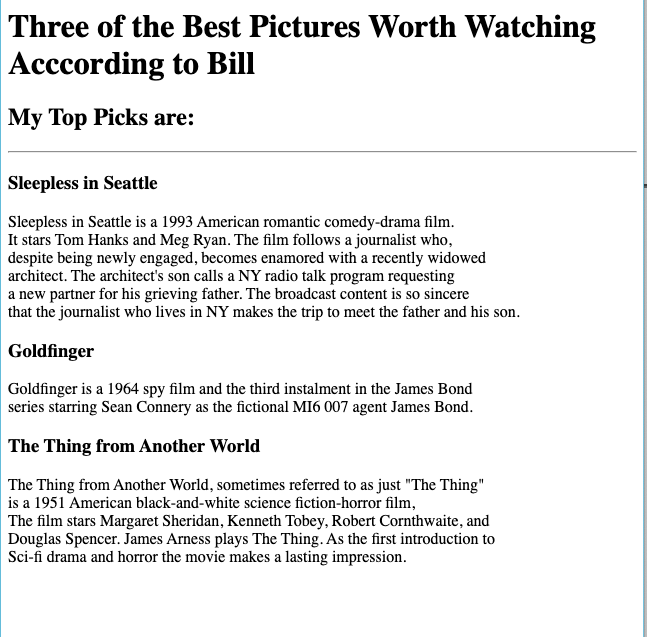 Three of the Best Pictures Worth Watching
Acccording to Bill
My Top Picks are:
Sleepless in Seattle
Sleepless in Seattle is a 1993 American romantic comedy-drama film.
It stars Tom Hanks and Meg Ryan. The film follows a journalist who,
despite being newly engaged, becomes enamored with a recently widowed
architect. The architect's son calls a NY radio talk program requesting
a new partner for his grieving father. The broadcast content is so sincere
that the journalist who lives in NY makes the trip to meet the father and his son.
Goldfinger
Goldfinger is a 1964 spy film and the third instalment in the James Bond
series starring Sean Connery as the fictional MI6 007 agent James Bond.
The Thing from Another World
The Thing from Another World, sometimes referred to as just "The Thing"
is a 1951 American black-and-white science fiction-horror film,
The film stars Margaret Sheridan, Kenneth Tobey, Robert Cornthwaite, and
Douglas Spencer. James Arness plays The Thing. As the first introduction to
Sci-fi drama and horror the movie makes a lasting impression.